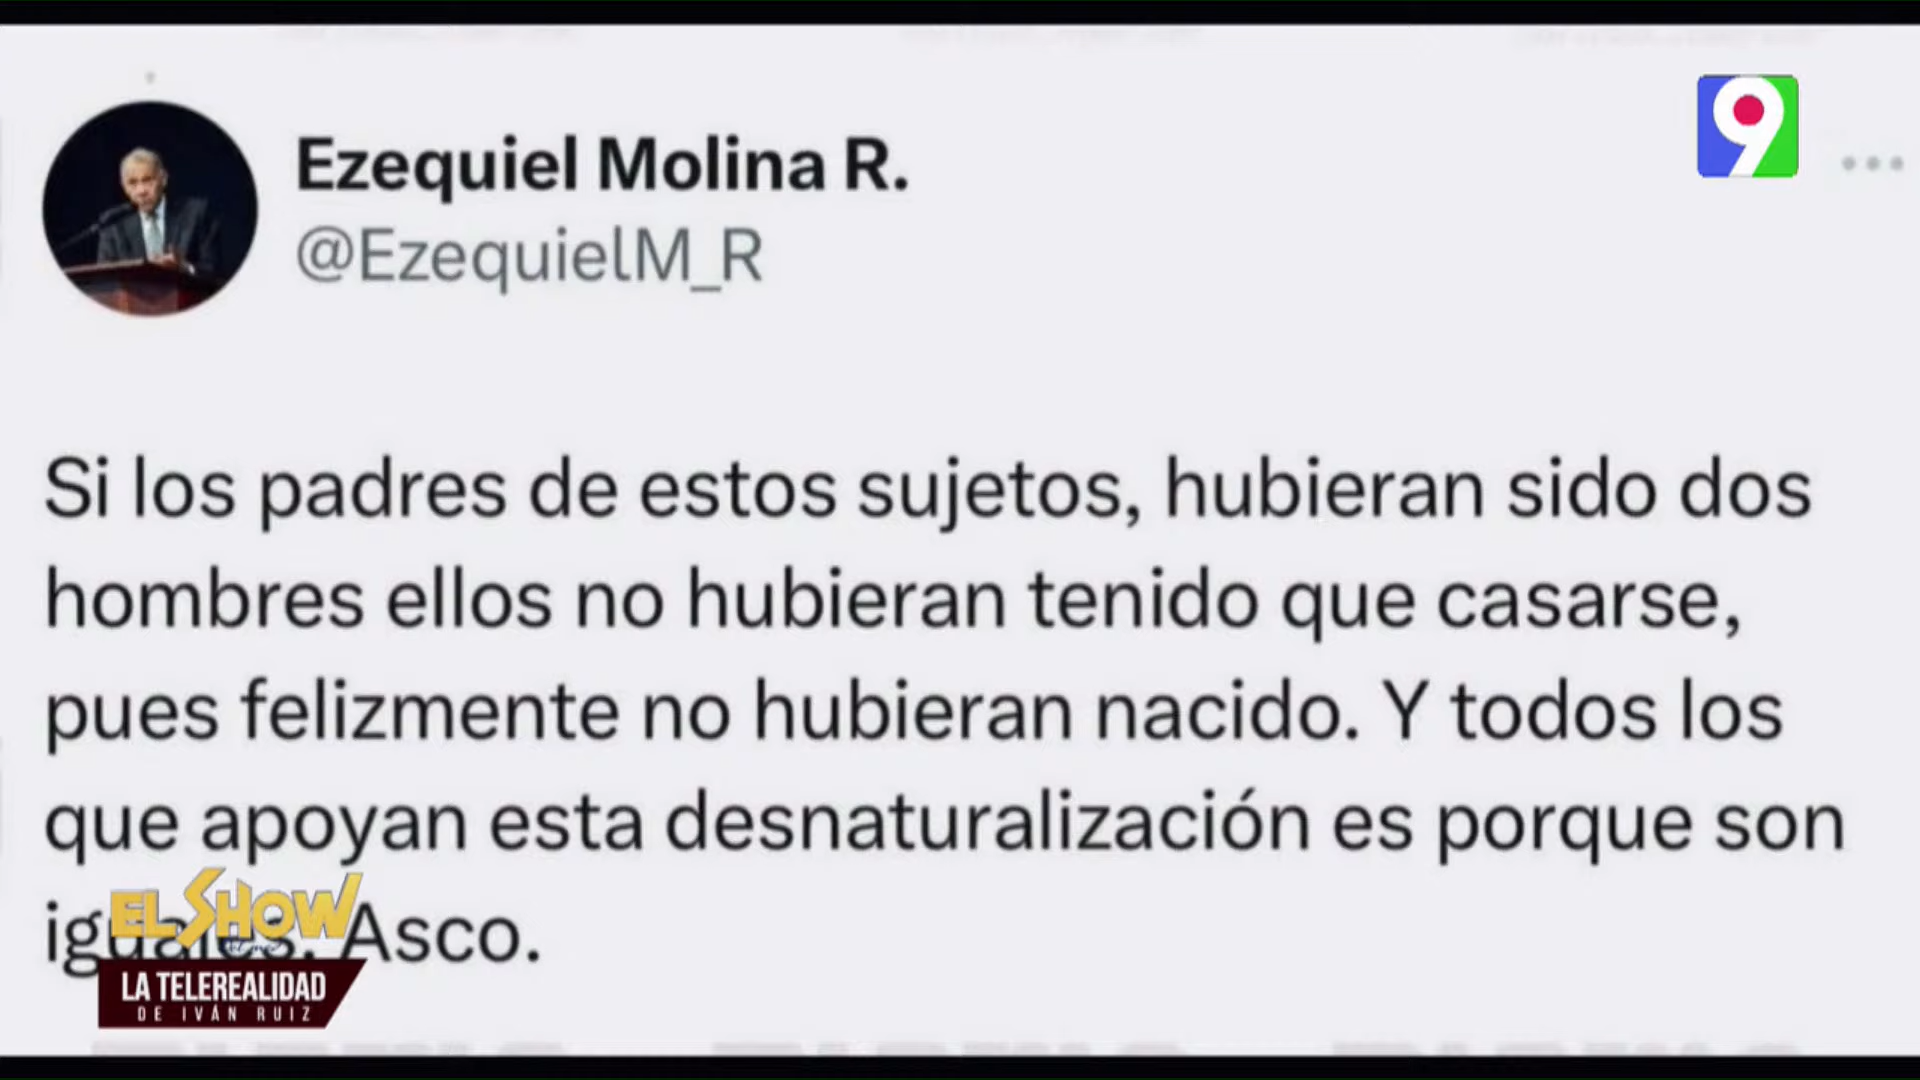 9
Ezequiel Molina R.
@EzequielM_R
Si los padres de estos sujetos, hubieran sido dos
hombres ellos no hubieran tenido que casarse,
pues felizmente no hubieran nacido. Y todos los
que apoyan esta desnaturalización es porque son
iguales. Asco.
EL SHOW
LA TELEREALIDAD
DE IVÁN RUIZ